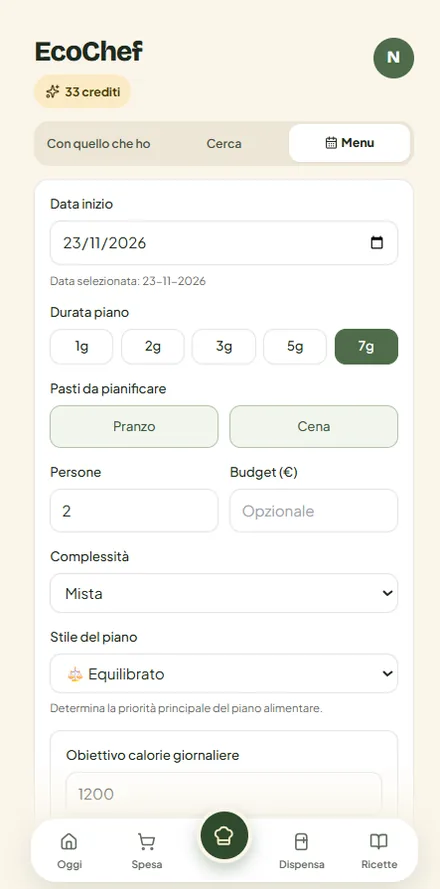 EcoChef
N
33 crediti
Con quello che ho
Cerca
Menu
Data inizio
23/11/2026
Data selezionata: 23-11-2026
Durata piano
1g
2g
3g
5g
7g
Pasti da pianificare
Pranzo
Cena
Persone
Budget (€)
2
Opzionale
Complessità
Mista
Stile del piano
Equilibrato
Determina la priorità principale del piano alimentare.
Obiettivo calorie giornaliere
1200
Oggi
Spesa
Dispensa
Ricette